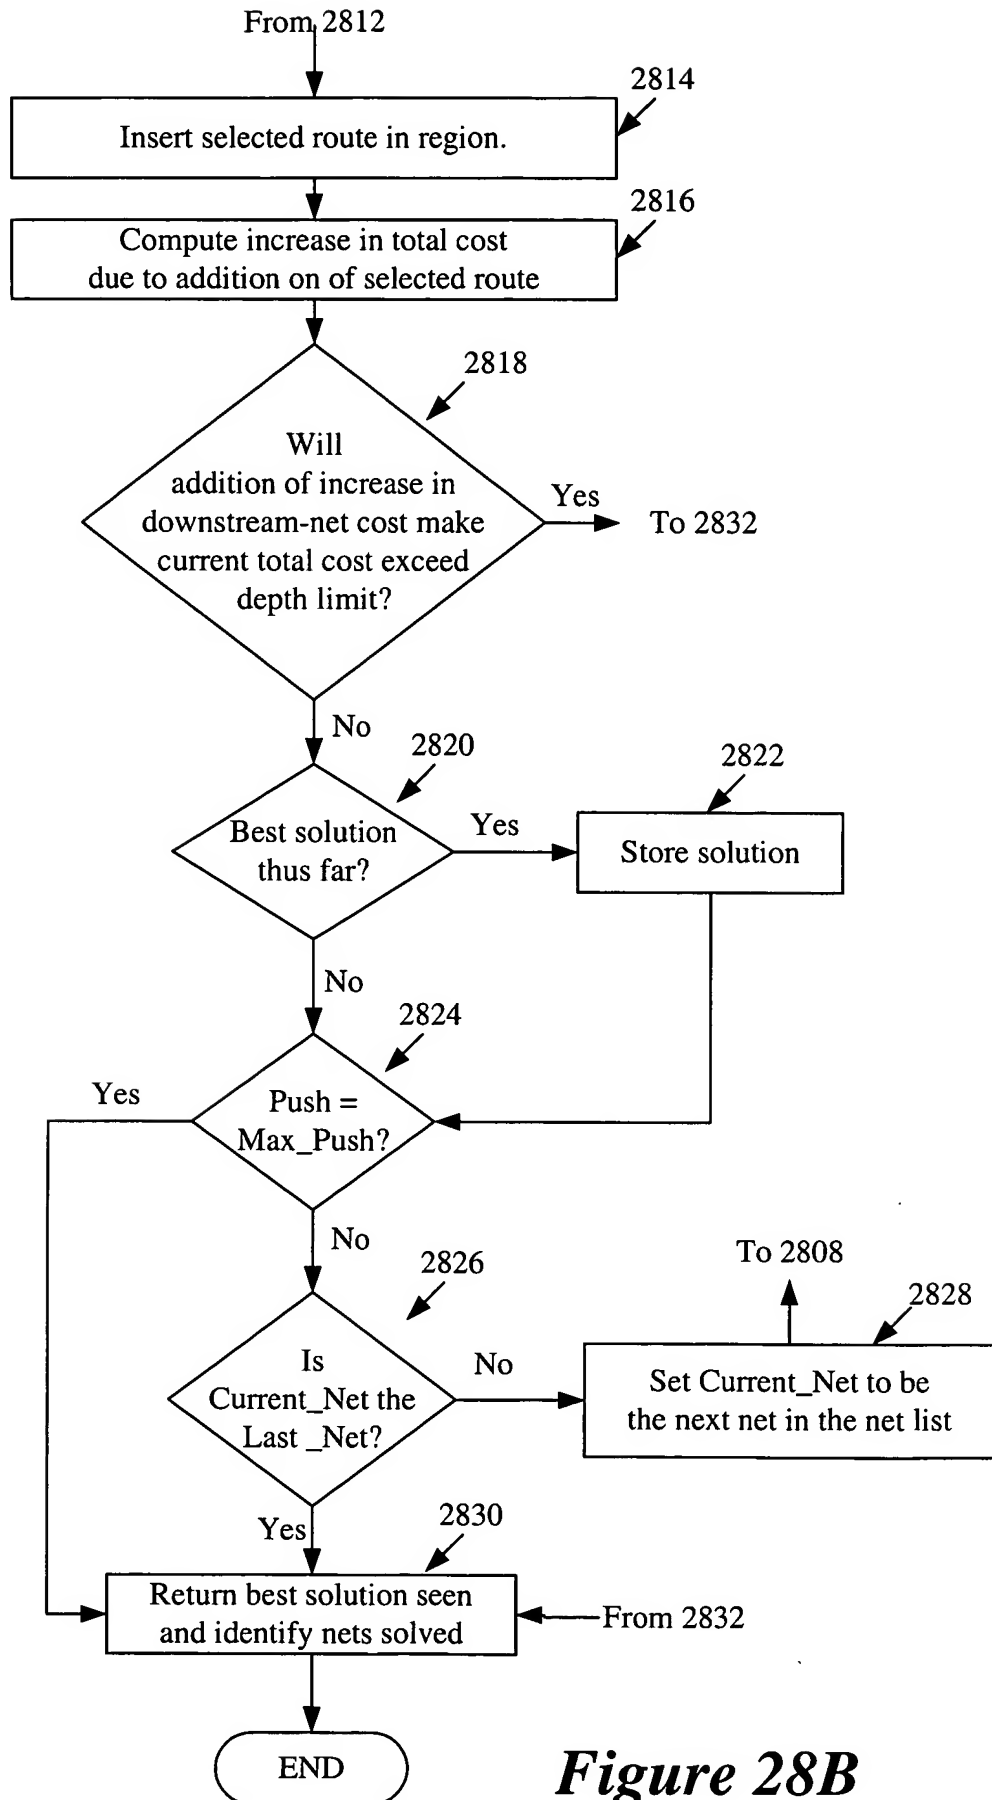 From 2812
2814
Insert selected route in region.
2816
Compute increase in total cost
due to addition on of selected route
2818
Will
addition of increase in
downstream-net cost make
current total cost exceed
depth limit?
Yes
To 2832
No
2820
2822
Best solution
thus far?
Yes
Store solution
No
2824
Yes
Push =
Max_Push?
No
To 2808
2826
2828
Is
Current_Net the
Last _Net?
No
Set Current_Net to be
the next net in the net list
Yes
2830
Return best solution seen
and identify nets solved
From 2832
END
Figure 28B